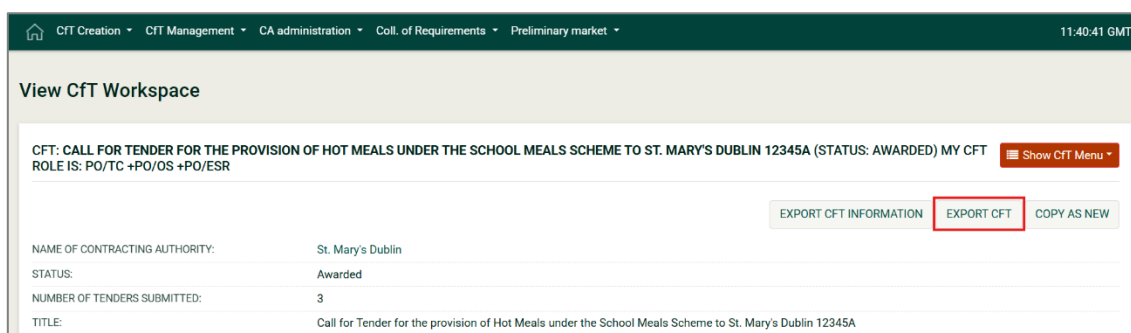 CfT Creation CfT Management CA administration Coll. of Requirements Preliminary market 11:40:41 GMT
View CfT Workspace
CFT: CALL FOR TENDER FOR THE PROVISION OF HOT MEALS UNDER THE SCHOOL MEALS SCHEME TO ST. MARY'S DUBLIN 12345A (STATUS: AWARDED) MY CFT
ROLE IS: PO/TC +PO/OS +PO/ESR
Show CfT Menu
EXPORT CFT INFORMATION EXPORT CFT COPY AS NEW
NAME OF CONTRACTING AUTHORITY: St. Mary's Dublin
STATUS: Awarded
NUMBER OF TENDERS SUBMITTED: 3
TITLE: Call for Tender for the provision of Hot Meals under the School Meals Scheme to St. Mary's Dublin 12345A